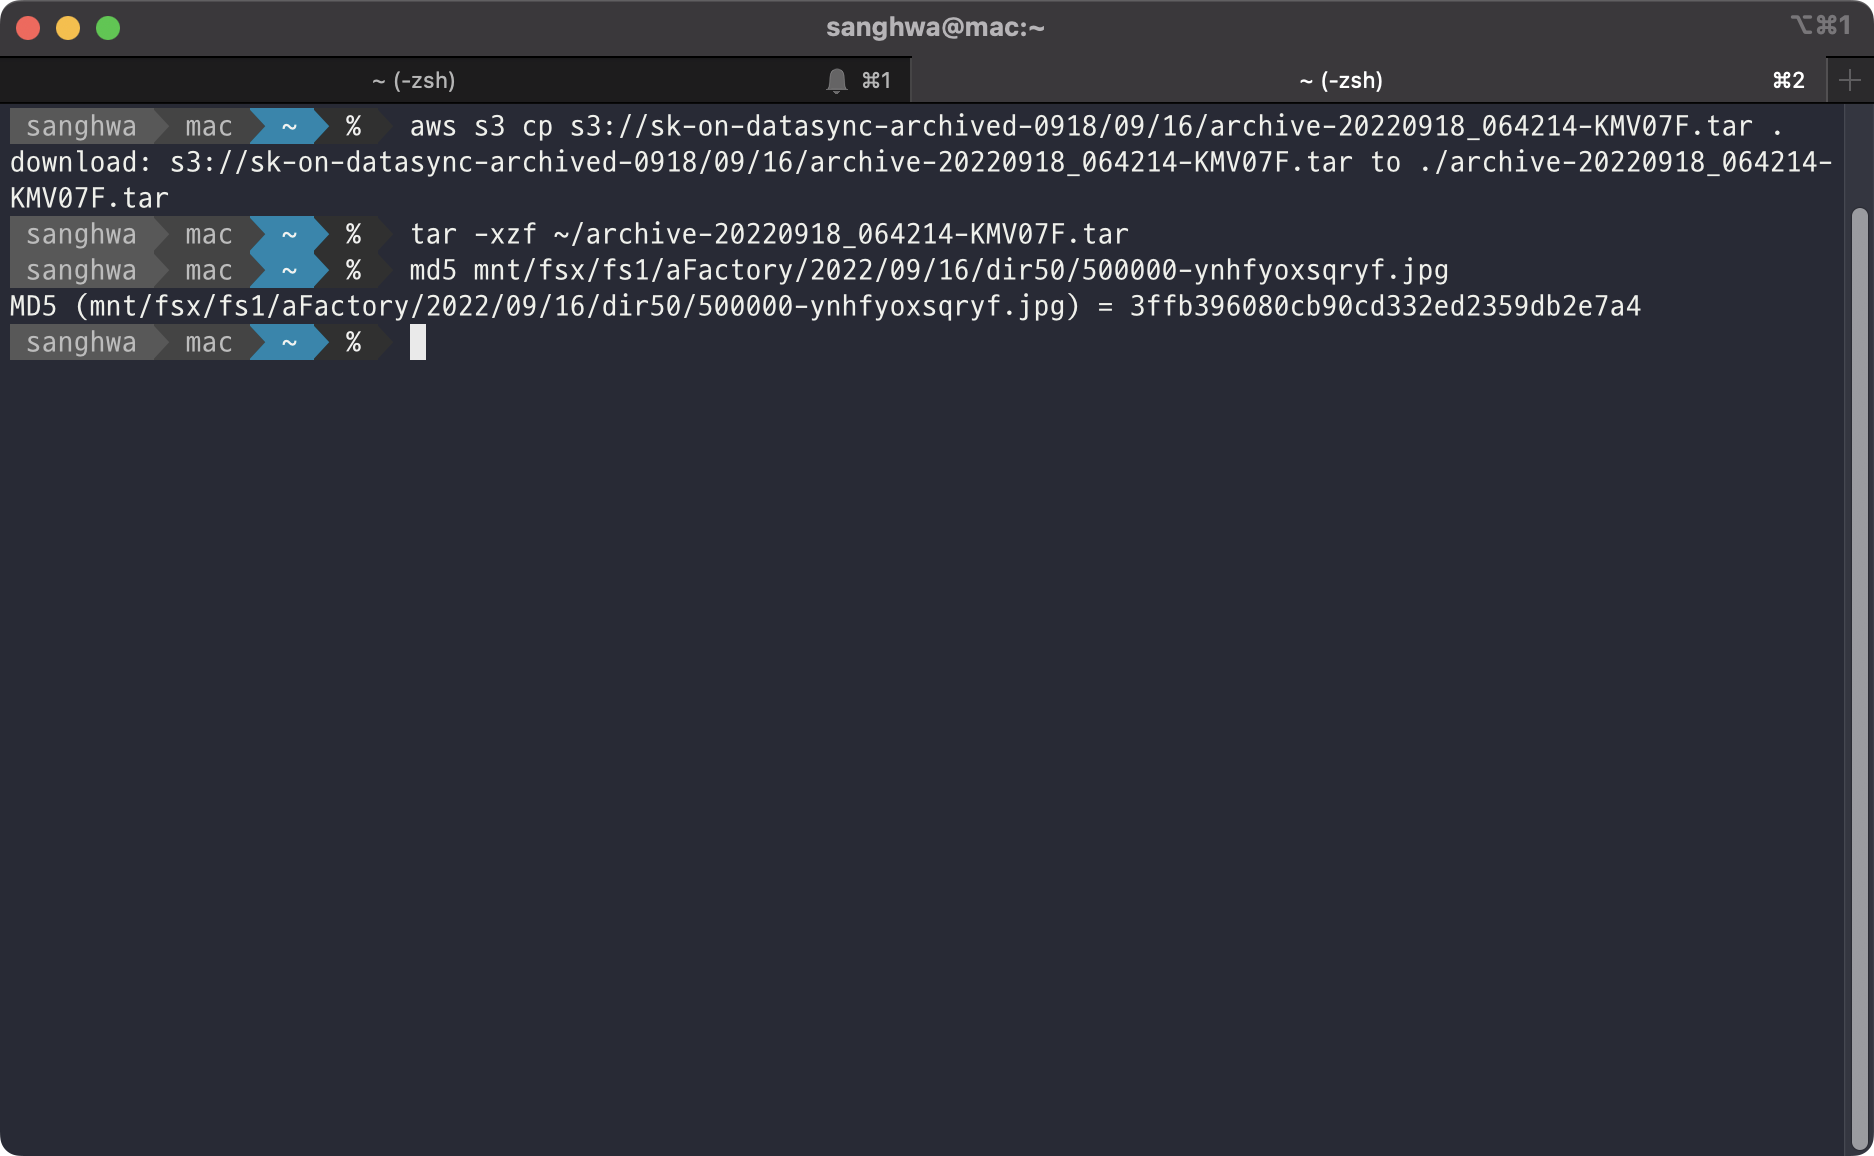 sanghwa@mac:~
⌥⌘1
~ (-zsh) ⌘1
~ (-zsh) ⌘2
sanghwa mac ~ % aws s3 cp s3://sk-on-datasync-archived-0918/09/16/archive-20220918_064214-KMV07F.tar .
download: s3://sk-on-datasync-archived-0918/09/16/archive-20220918_064214-KMV07F.tar to ./archive-20220918_064214-
KMV07F.tar
sanghwa mac ~ % tar -xzf ~/archive-20220918_064214-KMV07F.tar
sanghwa mac ~ % md5 mnt/fsx/fs1/aFactory/2022/09/16/dir50/500000-ynhfyoxsqryf.jpg
MD5 (mnt/fsx/fs1/aFactory/2022/09/16/dir50/500000-ynhfyoxsqryf.jpg) = 3ffb396080cb90cd332ed2359db2e7a4
sanghwa mac ~ %